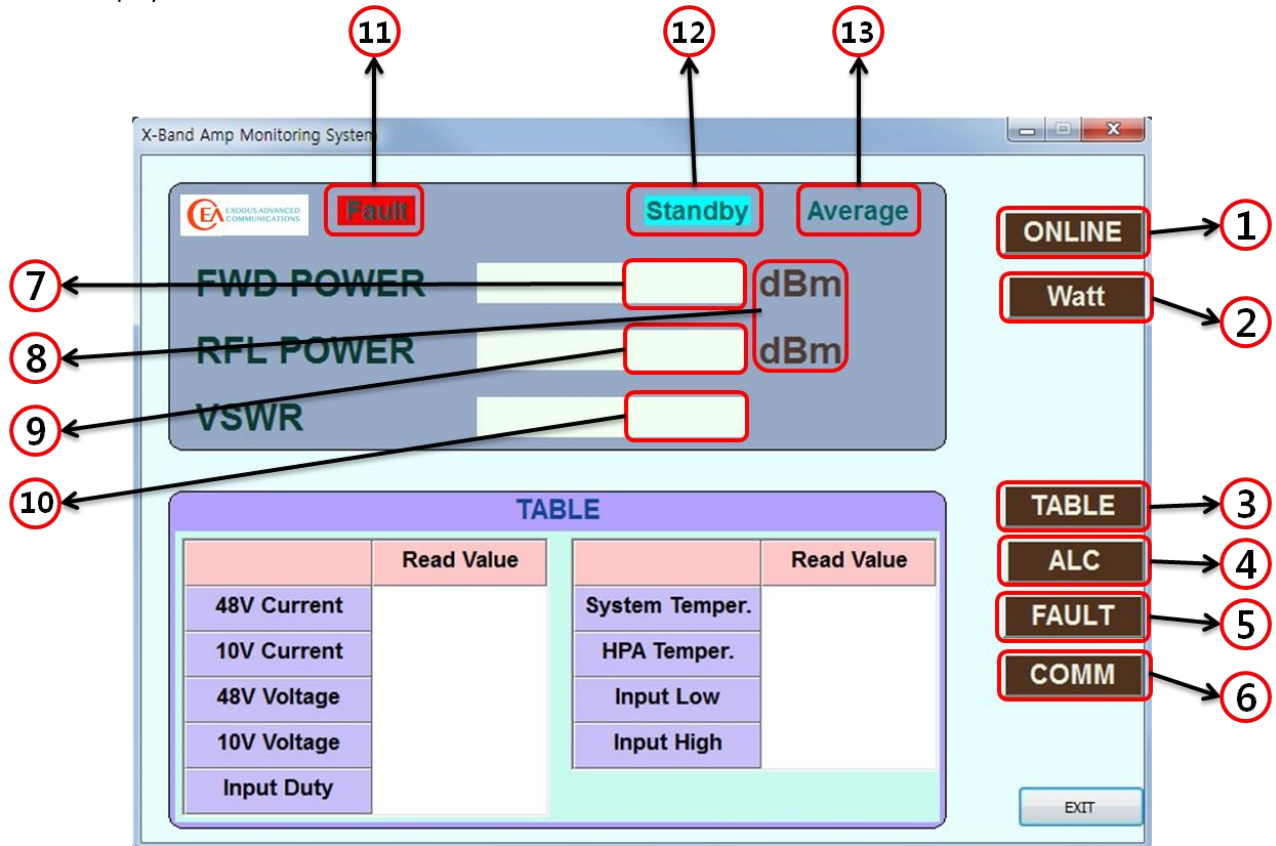 11 12 13
X-Band Amp Monitoring System
EA EXODUS ADVANCED
COMMUNICATIONS
Fault Standby Average
ONLINE 1
7 FWD POWER dBm
Watt 2
8 RFL POWER dBm
9 VSWR
10
TABLE
TABLE 3
Read Value Read Value
ALC 4
48V Current System Temper.
FAULT 5
10V Current HPA Temper.
COMM 6
48V Voltage Input Low
10V Voltage Input High
Input Duty
EXIT